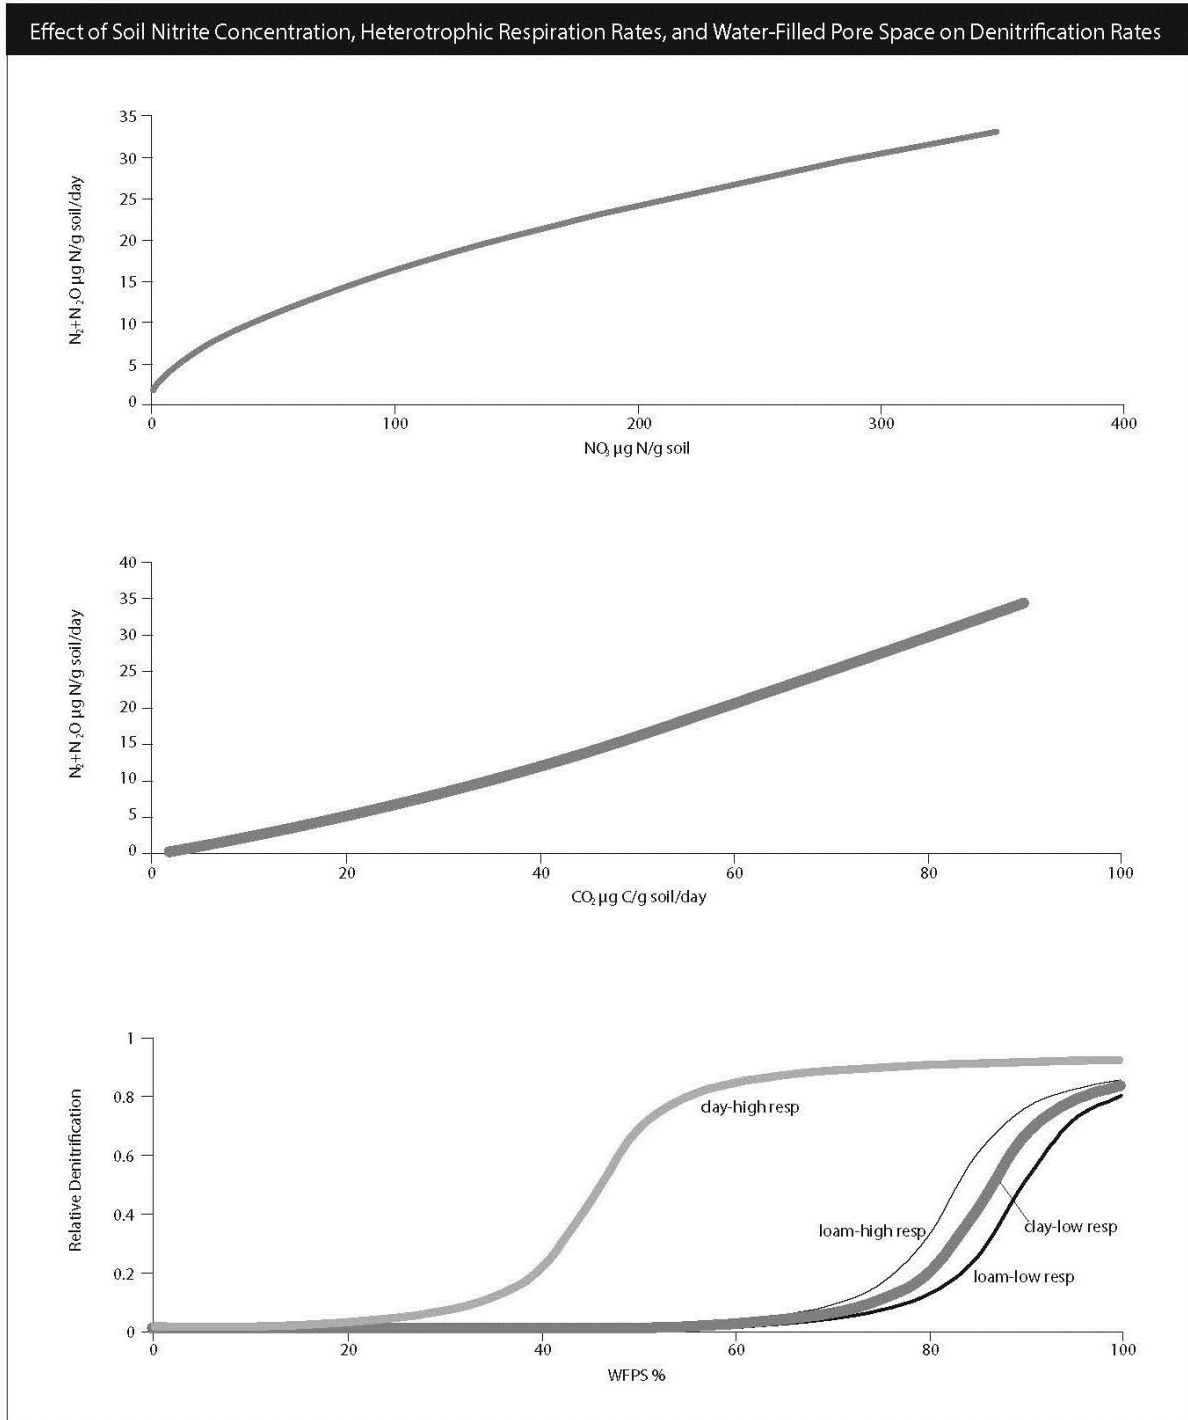 Effect of Soil Nitrite Concentration, Heterotrophic Respiration Rates, and Water-Filled Pore Space on Denitrification Rates
35
30
25
20
15
10
5
0
N₂+N₂O µg N/g soil/day
0 100 200 300 400
NO₃ µg N/g soil
40
35
30
25
20
15
10
5
0
N₂+N₂O µg N/g soil/day
0 20 40 60 80 100
CO₂ µg C/g soil/day
1
0.8
0.6
0.4
0.2
0
Relative Denitrification
clay-high resp
loam-high resp
clay-low resp
loam-low resp
0 20 40 60 80 100
WFPS %